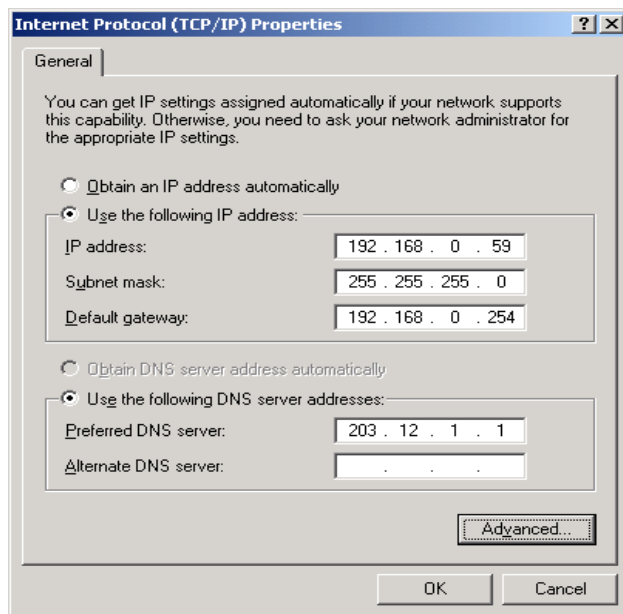 Internet Protocol (TCP/IP) Properties
General
You can get IP settings assigned automatically if your network supports
this capability. Otherwise, you need to ask your network administrator for
the appropriate IP settings.
Obtain an IP address automatically
Use the following IP address:
IP address: 192 . 168 . 0 . 59
Subnet mask: 255 . 255 . 255 . 0
Default gateway: 192 . 168 . 0 . 254
Obtain DNS server address automatically
Use the following DNS server addresses:
Preferred DNS server: 203 . 12 . 1 . 1
Alternate DNS server: . . .
Advanced...
OK Cancel